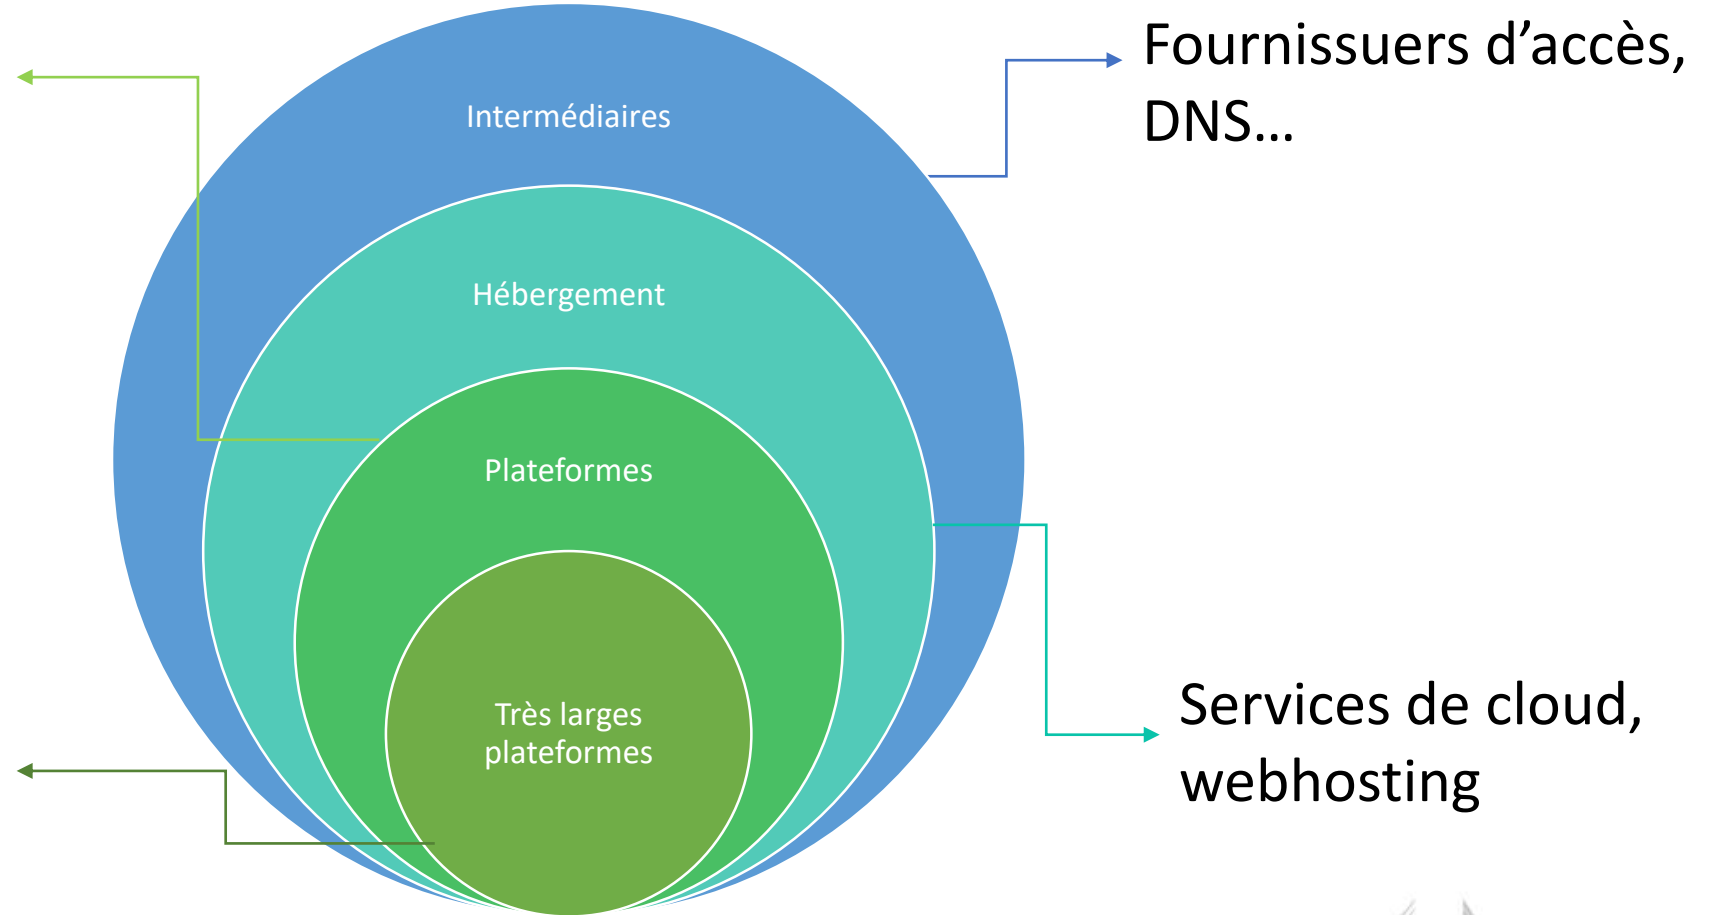 Fournissuers d’accès,
DNS…
Intermédiaires
Hébergement
Plateformes
Très larges
plateformes
Services de cloud,
webhosting